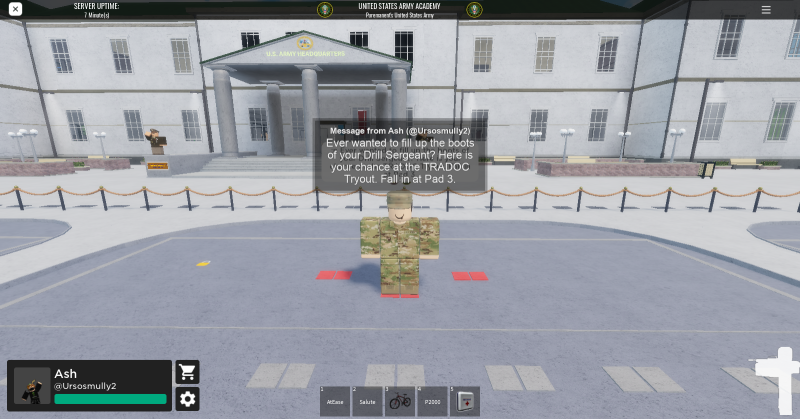 SERVER UPTIME:
7 Minute(s)
UNITED STATES ARMY ACADEMY
Parement's United States Army
U.S. ARMY HEADQUARTERS
Message from Ash (@Ursosmully2)
Ever wanted to fill up the boots
of your Drill Sergeant? Here is
your chance at the TRADOC
Tryout. Fall in at Pad 3.
Ash
@Ursosmully2
1
AtEase
2
Salute
3
4
P2000
5